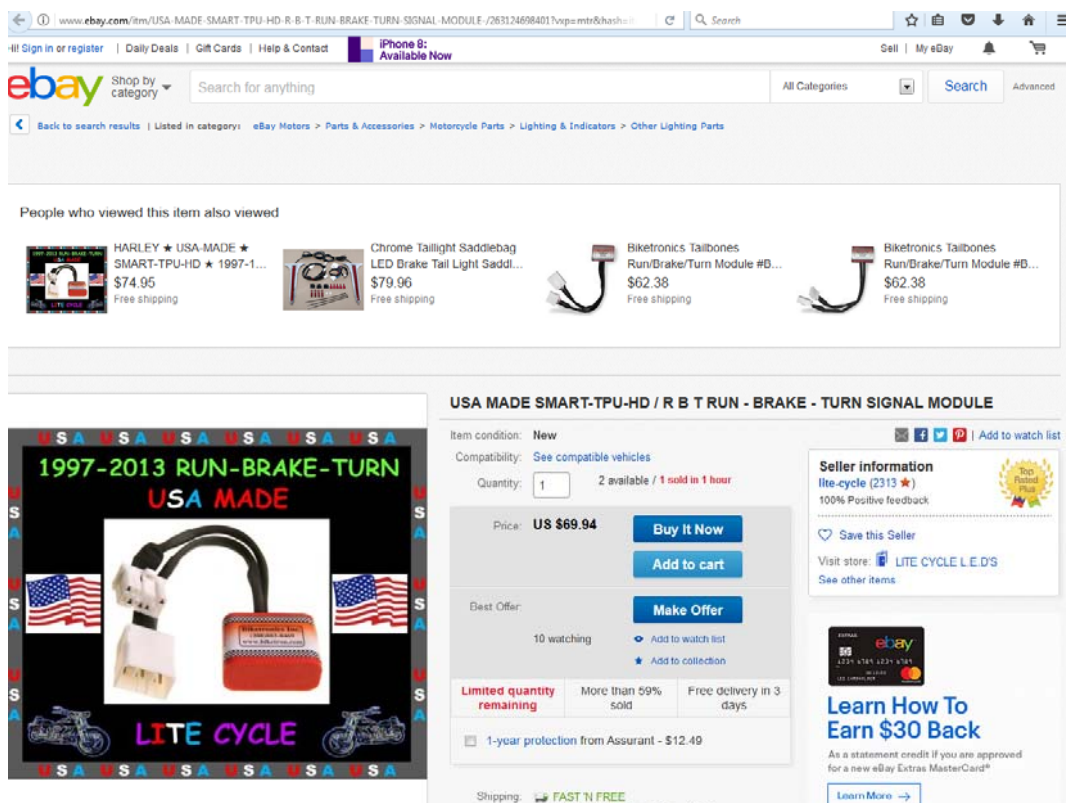 www.ebay.com/itm/USA-MADE-SMART-TPU-HD-R-B-T-RUN-BRAKE-TURN-SIGNAL-MODULE-/263124698401?vxp=mtr&hash=
Search
Hi! Sign in or register | Daily Deals | Gift Cards | Help & Contact
iPhone 8:
Available Now
Sell | My eBay
ebay
Shop by
category
Search for anything
All Categories
Search
Advanced
Back to search results | Listed in category: eBay Motors > Parts & Accessories > Motorcycle Parts > Lighting & Indicators > Other Lighting Parts
People who viewed this item also viewed
HARLEY ★ USA-MADE ★
SMART-TPU-HD ★ 1997-1...
$74.95
Free shipping
Chrome Taillight Saddlebag
LED Brake Tail Light Saddl...
$79.96
Free shipping
Biketronics Tailbones
Run/Brake/Turn Module #B...
$62.38
Free shipping
Biketronics Tailbones
Run/Brake/Turn Module #B...
$62.38
Free shipping
USA USA USA USA USA USA
1997-2013 RUN-BRAKE-TURN
USA MADE
Biketronics Inc.
www.biketron.com
LITE CYCLE
USA USA USA USA USA USA
USA MADE SMART-TPU-HD / R B T RUN - BRAKE - TURN SIGNAL MODULE
Item condition: New
Compatibility: See compatible vehicles
Quantity: 1 2 available / 1 sold in 1 hour
Price: US $69.94
Buy It Now
Add to cart
Best Offer:
Make Offer
10 watching
Add to watch list
Add to collection
Limited quantity
remaining
More than 59%
sold
Free delivery in 3
days
1-year protection from Assurant - $12.49
Shipping: FAST 'N FREE
| Add to watch list
Seller information
lite-cycle (2313 ★)
100% Positive feedback
Top
Rated
Plus
Save this Seller
Visit store: LITE CYCLE L.E.D'S
See other items
EXTRAS
ebay
Learn How To
Earn $30 Back
As a statement credit if you are approved
for a new eBay Extras MasterCard®
Learn More →